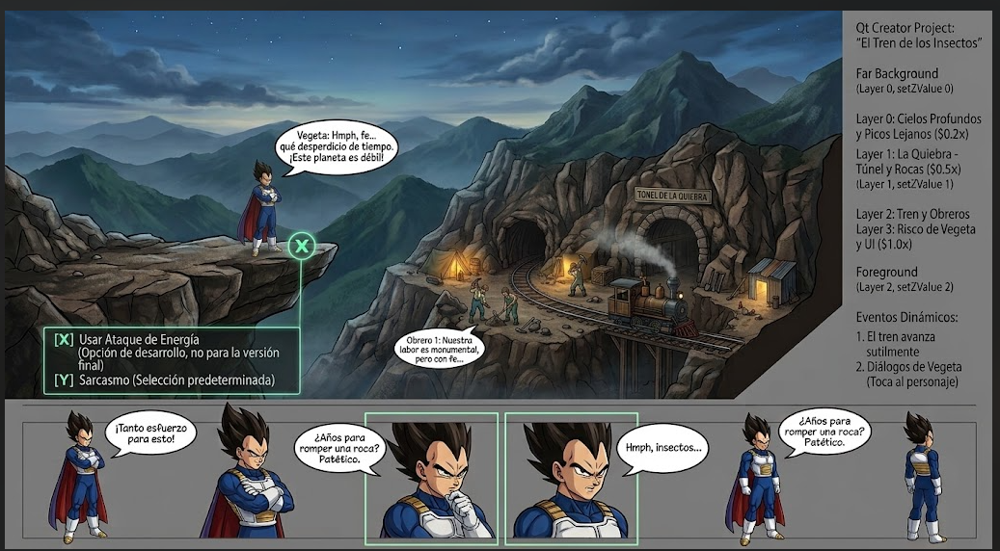 Vegeta: Hmph, fe...
qué desperdicio de tiempo.
¡Este planeta es débil!
X
TONEL DE LA QUIEBRA
Obrero 1: Nuestra
labor es monumental,
pero con fe...
[X] Usar Ataque de Energía
(Opción de desarrollo, no para la versión
final)
[Y] Sarcasmo (Selección predeterminada)
Qt Creator Project:
"El Tren de los Insectos"
Far Background
(Layer 0, setZValue 0)
Layer 0: Cielos Profundos
y Picos Lejanos ($0.2x)
Layer 1: La Quiebra -
Túnel y Rocas ($0.5x)
(Layer 1, setZValue 1)
Layer 2: Tren y Obreros
Layer 3: Risco de Vegeta
y UI ($1.0x)
Foreground
(Layer 2, setZValue 2)
Eventos Dinámicos:
1. El tren avanza
sutilmente
2. Diálogos de Vegeta
(Toca al personaje)
¡Tanto esfuerzo
para esto!
¿Años para
romper una roca?
Patético.
Hmph, insectos...
¿Años para
romper una roca?
Patético.